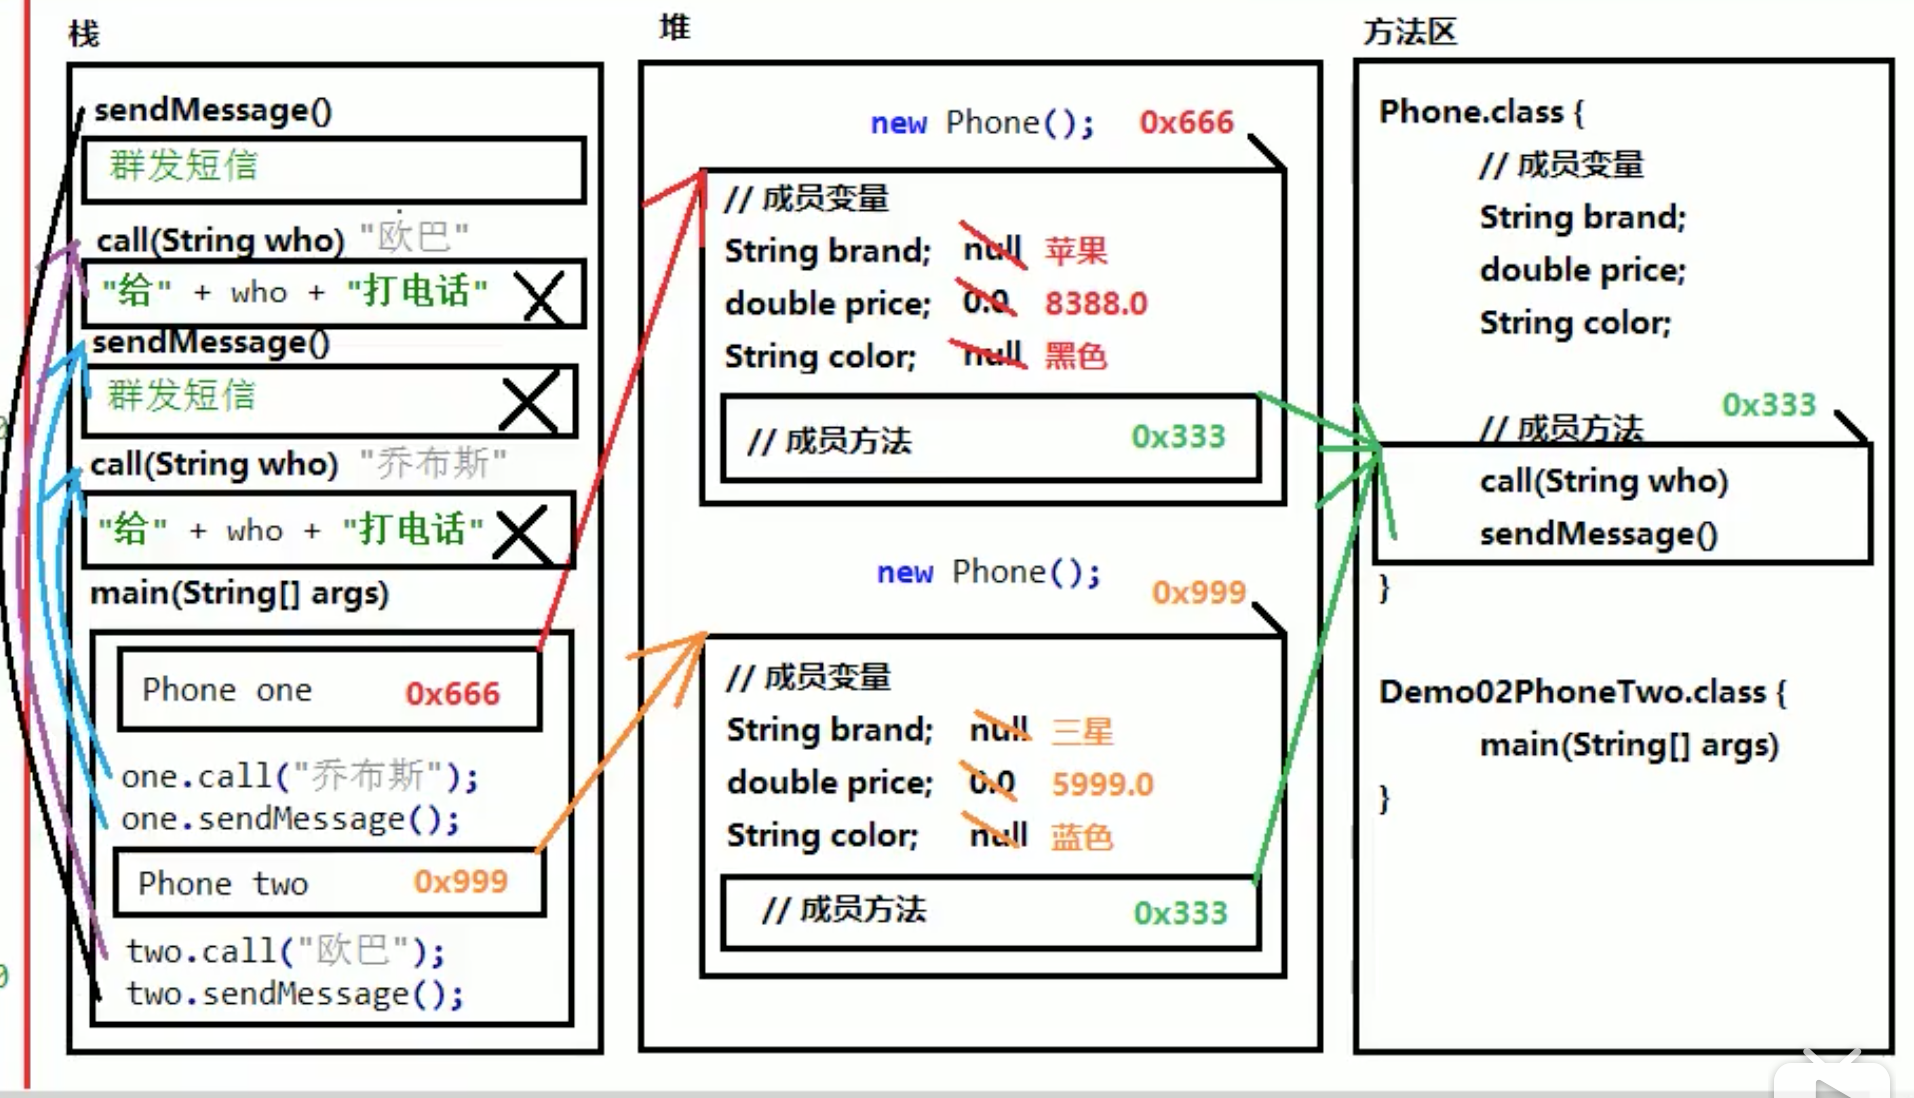 栈
sendMessage()
群发短信
call(String who) "欧巴"
"给" + who + "打电话"
sendMessage()
群发短信
call(String who) "乔布斯"
"给" + who + "打电话"
main(String[] args)
Phone one 0x666
one.call("乔布斯");
one.sendMessage();
Phone two 0x999
two.call("欧巴");
two.sendMessage();
堆
new Phone(); 0x666
// 成员变量
String brand; null 苹果
double price; 0.0 8388.0
String color; null 黑色
// 成员方法 0x333
new Phone(); 0x999
// 成员变量
String brand; null 三星
double price; 0.0 5999.0
String color; null 蓝色
// 成员方法 0x333
方法区
Phone.class {
// 成员变量
String brand;
double price;
String color;
0x333
// 成员方法
call(String who)
sendMessage()
}
Demo02PhoneTwo.class {
main(String[] args)
}